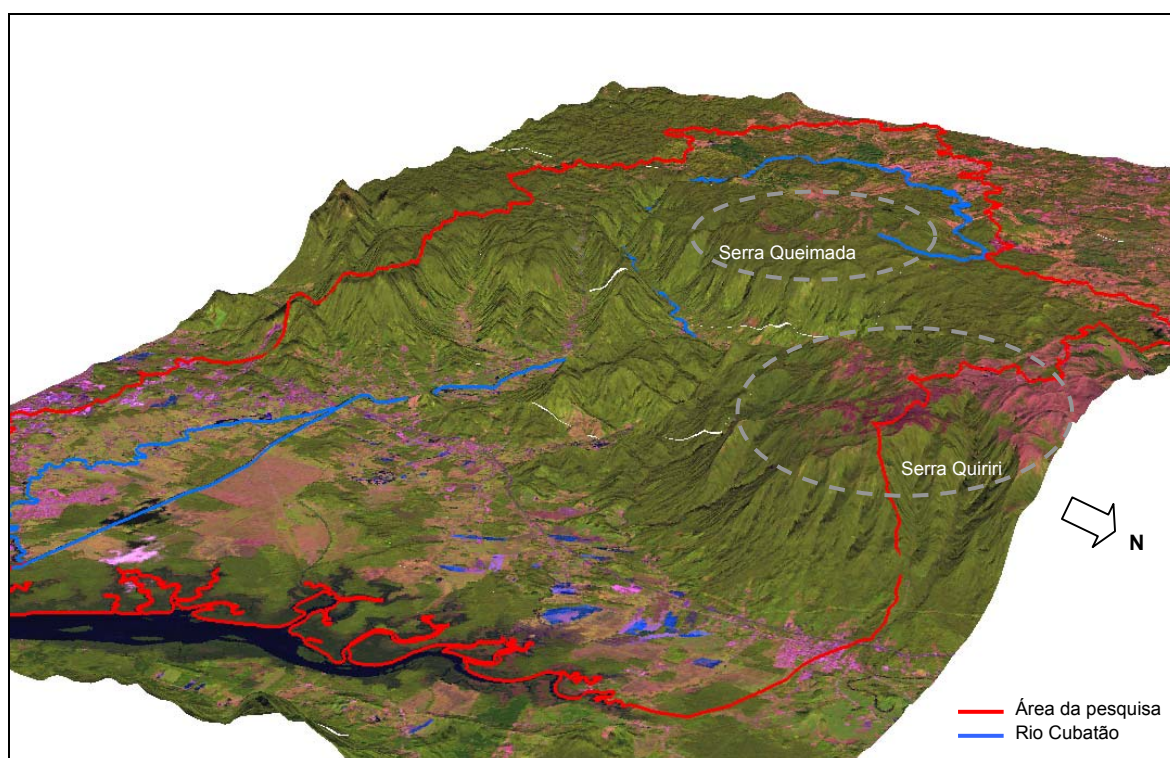 Serra Queimada
Serra Quiriri
N
Área da pesquisa
Rio Cubatão